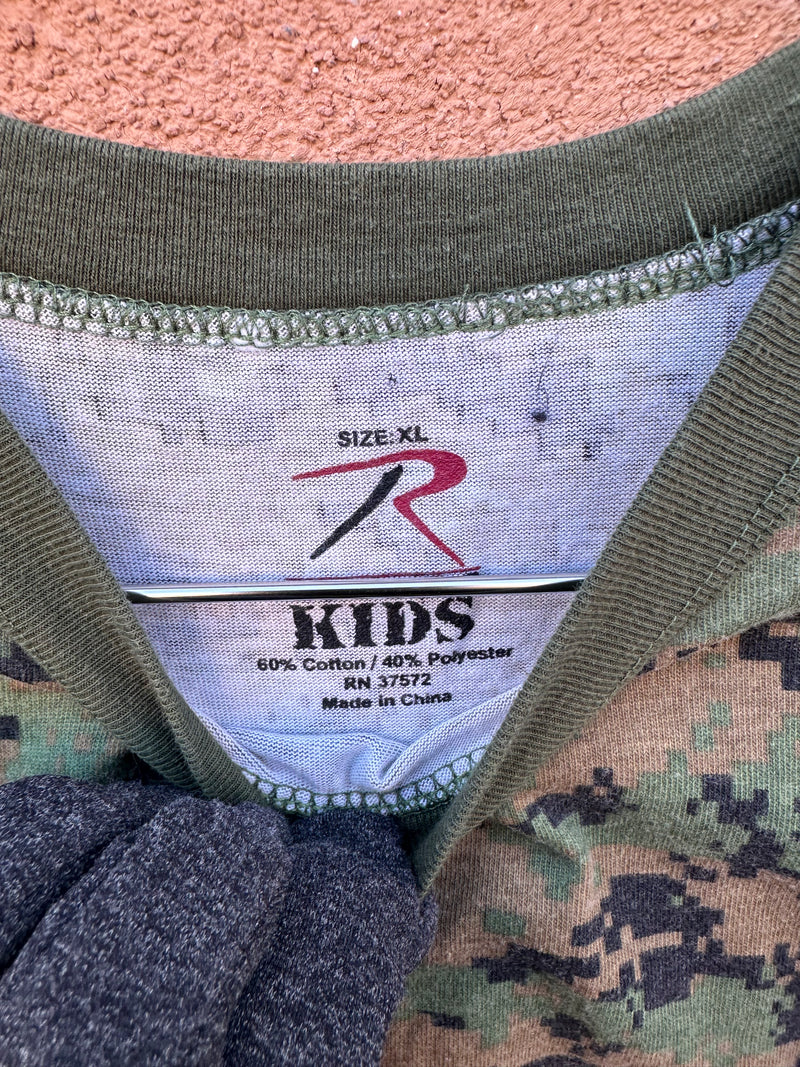 SIZE: XL
R
KIDS
60% Cotton / 40% Polyester
RN 37572
Made in China